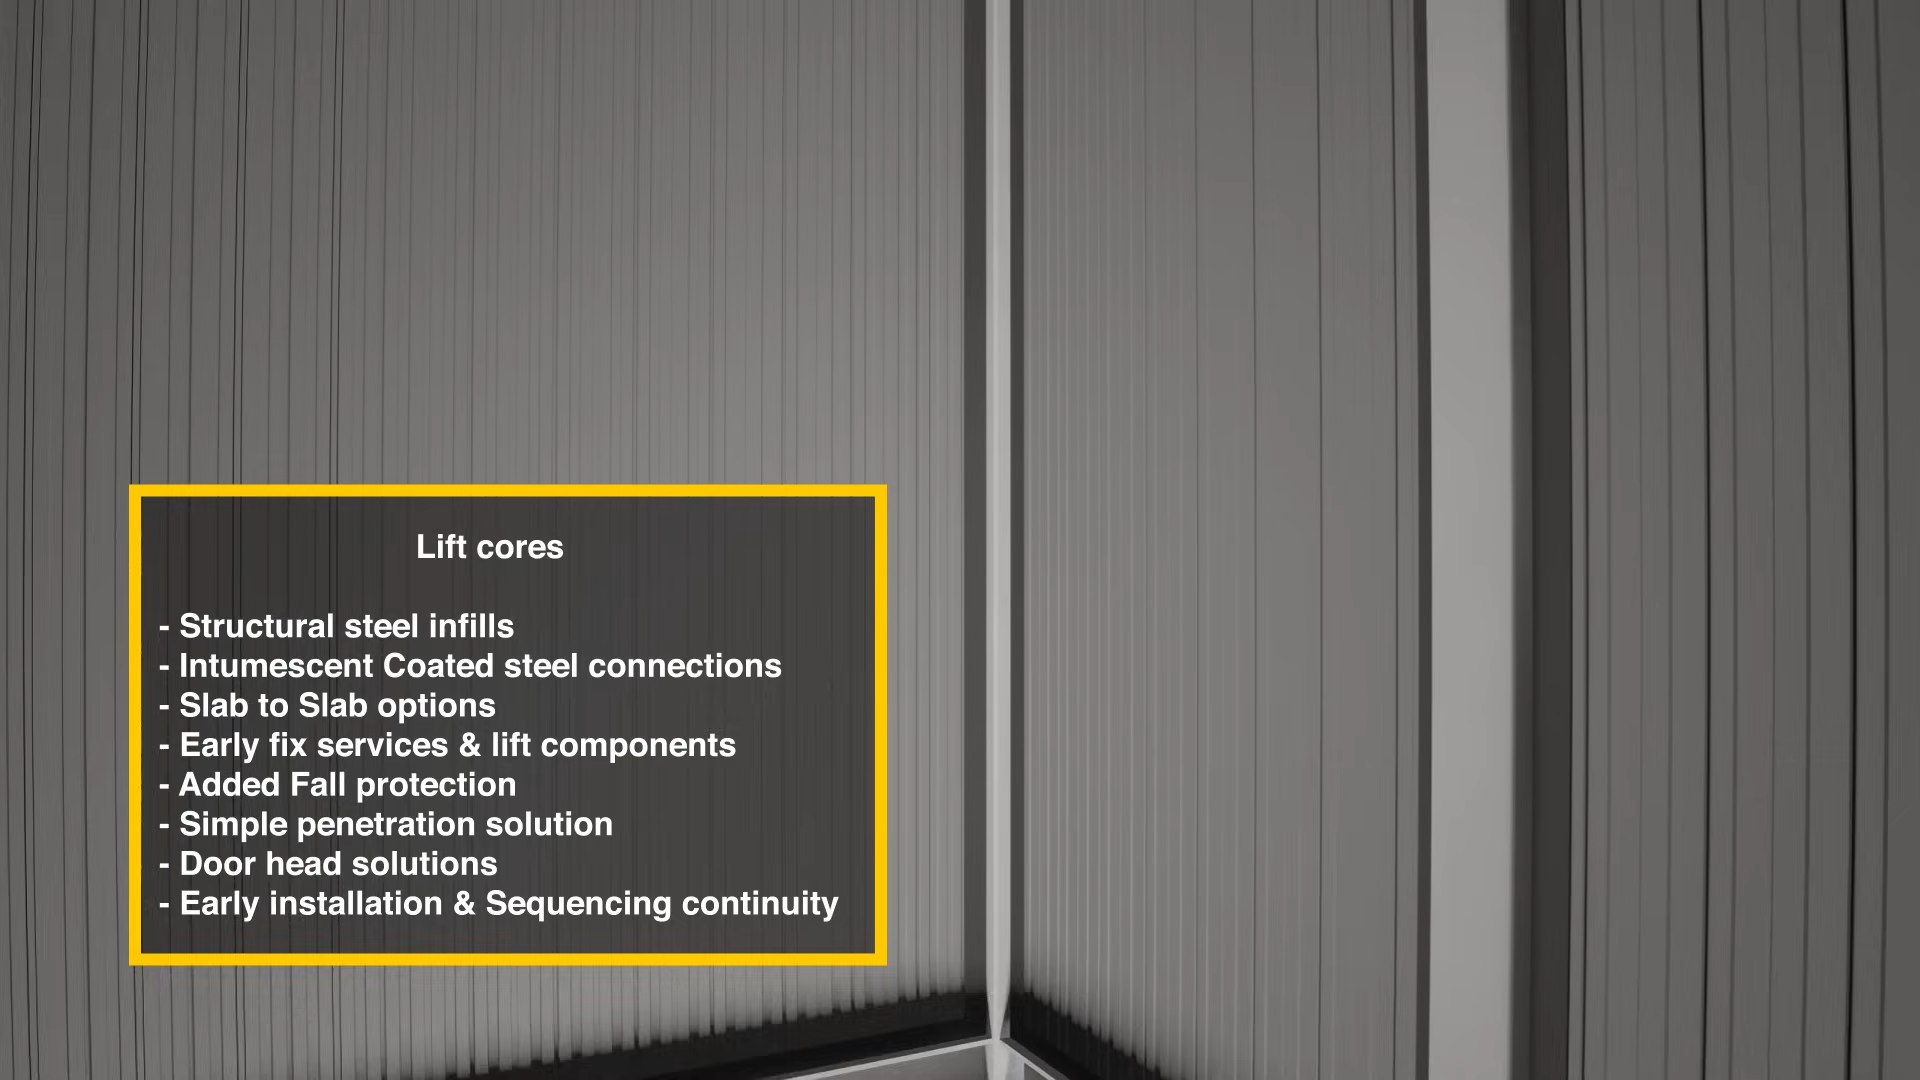 Lift cores
- Structural steel infills
- Intumescent Coated steel connections
- Slab to Slab options
- Early fix services & lift components
- Added Fall protection
- Simple penetration solution
- Door head solutions
- Early installation & Sequencing continuity